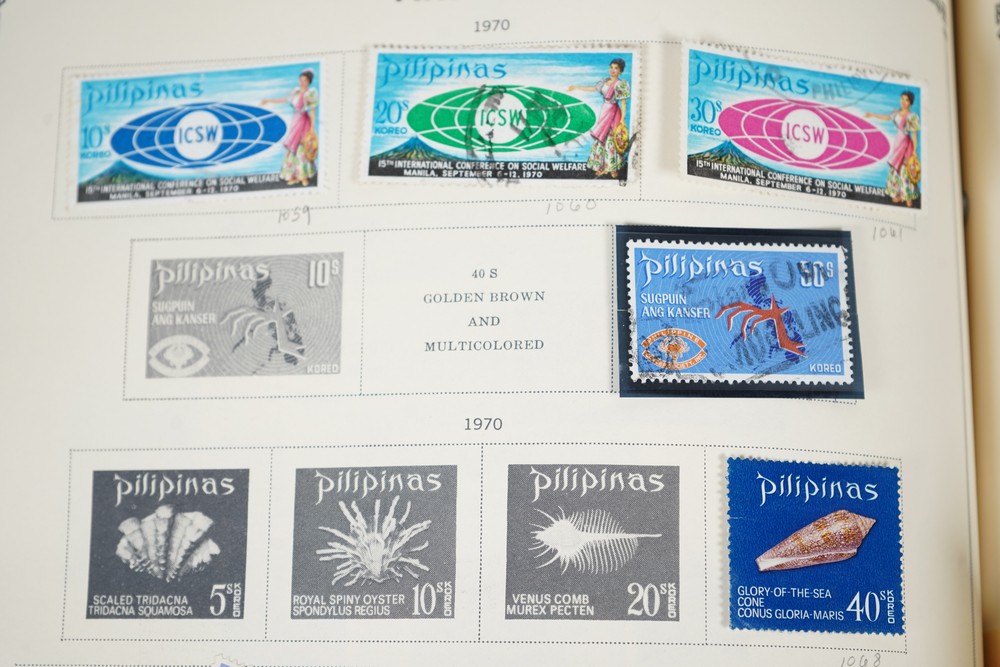 1970
pilipinas
10s
KOREO
ICSW
15TH INTERNATIONAL CONFERENCE ON SOCIAL WELFARE
MANILA, SEPTEMBER 6-12, 1970
pilipinas
20s
KOREO
ICSW
15TH INTERNATIONAL CONFERENCE ON SOCIAL WELFARE
MANILA, SEPTEMBER 6-12, 1970
pilipinas
30s
KOREO
ICSW
15TH INTERNATIONAL CONFERENCE ON SOCIAL WELFARE
MANILA, SEPTEMBER 6-12, 1970
1059
1060
1061
pilipinas 10s
SUGPUIN
ANG KANSER
KOREO
40 S
GOLDEN BROWN
AND
MULTICOLORED
pilipinas
SUGPUIN
ANG KANSER
PHILIPPINE
KOREO
1970
pilipinas
SCALED TRIDACNA
TRIDACNA SQUAMOSA
5s KOREO
pilipinas
ROYAL SPINY OYSTER
SPONDYLUS REGIUS
10s KOREO
pilipinas
VENUS COMB
MUREX PECTEN
20s KOREO
pilipinas
GLORY-OF-THE-SEA
CONE
CONUS GLORIA-MARIS
40s KOREO
1068